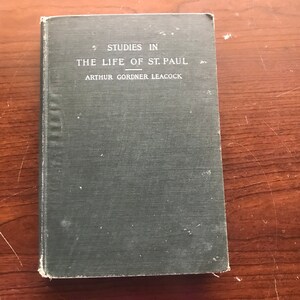 STUDIES IN
THE LIFE OF ST. PAUL
ARTHUR GORDNER LEACOCK